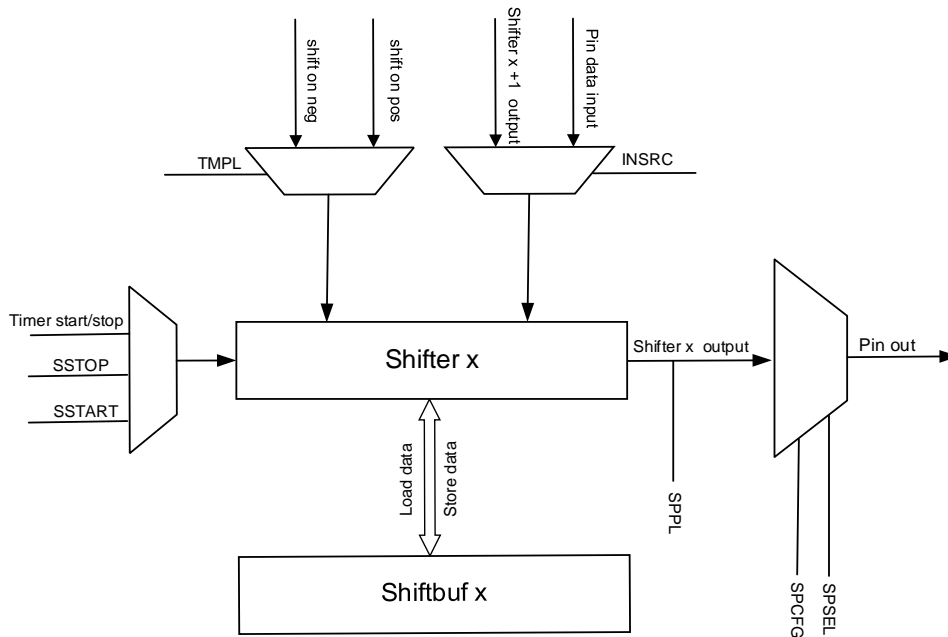 shift on neg
shift on pos
Shifter x +1 output
Pin data input
TMPL
INSRC
Timer start/stop
SSTOP
SSTART
Shifter x
Shifter x output
Pin out
Load data
Store data
SPPL
SPCFG
SPSEL
Shiftbuf x